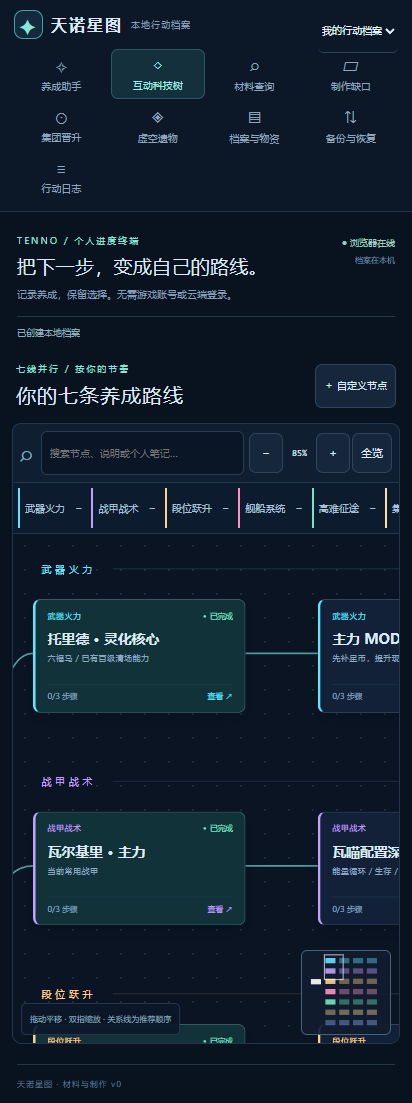 天诺星图 本地行动档案 我的行动档案
养成助手 互动科技树 材料查询 制作缺口
集团晋升 虚空遗物 档案与物资 备份与恢复
行动日志
TENNO / 个人进度终端
浏览器在线
把下一步，变成自己的路线。
档案在本机
记录养成，保留选择。无需游戏账号或云端登录。
已创建本地档案
七线并行 / 按你的节奏
你的七条养成路线
+ 自定义节点
搜索节点、说明或个人笔记... − 85% + 全览
武器火力 − 战甲战术 − 段位跃升 − 舰船系统 − 高难征途 −
武器火力
武器火力 • 已完成 武器火力
托里德 • 灵化核心 主力 MOD
六福马 / 已有百级清场能力
0/3 步骤 查看 ↗ 0/3 步骤
战甲战术
战甲战术 • 已完成 战甲战术
瓦尔基里 • 主力 瓦喵配置深
当前常用战甲 能量循环 / 生存 /
0/3 步骤 查看 ↗ 0/3 步骤
段位跃升
拖动平移 · 双指缩放 · 关系线为推荐顺序
段位跃升 • 已完成 段位跃升
天诺星图 · 材料与制作 v0